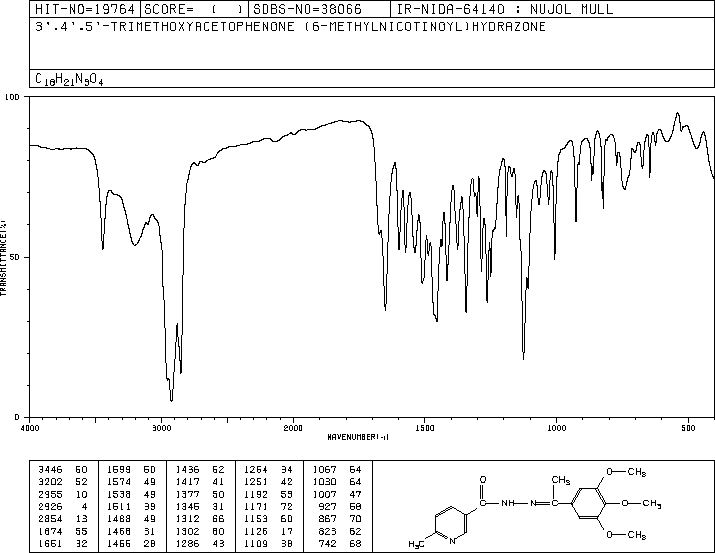 HIT-NO=19764 SCORE= ( ) SDBS-NO=38066 IR-NIDA-64140 : NUJOL MULL
3'.4'.5'-TRIMETHOXYACETOPHENONE (6-METHYLNICOTINOYL)HYDRAZONE
C18H21N3O4
100
50
0
TRANSMITTANCE(%)
4000 3000 2000 1500 1000 500
WAVENUMBER(-1)
3446 50 1599 50 1436 52 1264 34 1067 64
3202 52 1574 49 1417 41 1251 42 1030 64
2955 10 1538 49 1377 50 1192 55 1007 47
2926 4 1511 39 1345 31 1171 72 927 58
2854 13 1488 49 1312 66 1153 60 867 70
1674 55 1468 31 1302 60 1126 17 823 62
1651 32 1456 28 1286 43 1109 38 742 68
O CH3 O—CH3
C NH—N C O—CH3
H3C N O—CH3